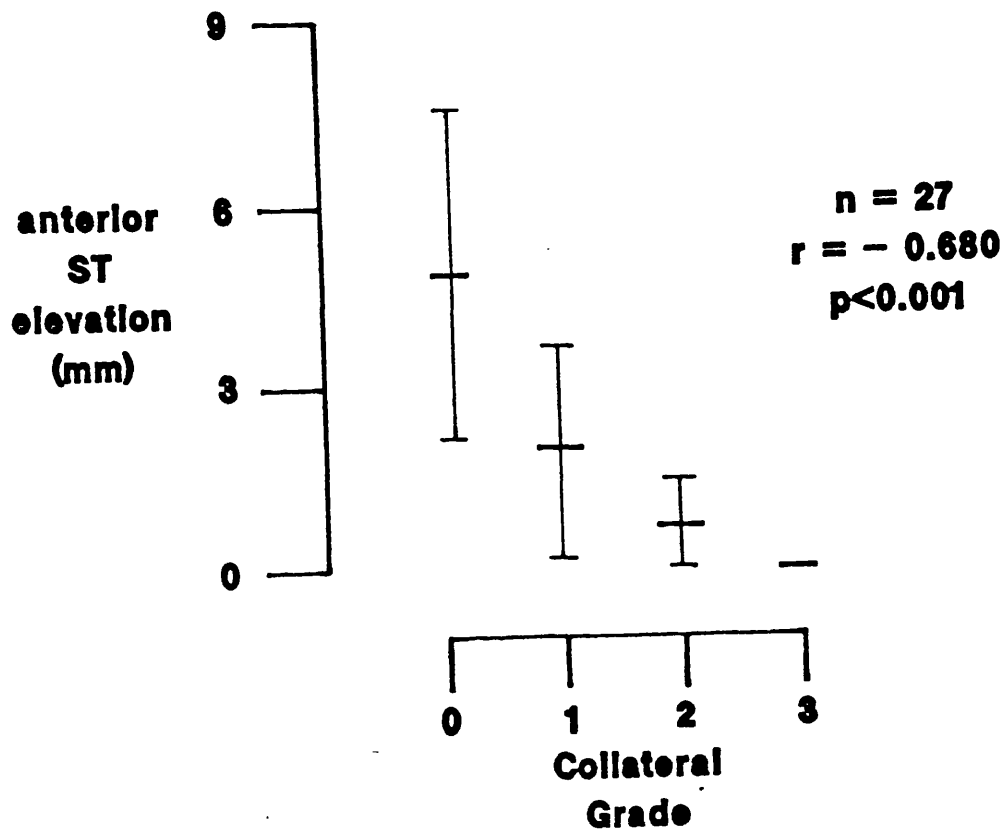 9
6
3
0
anterior
ST
elevation
(mm)
n = 27
r = - 0.680
p<0.001
0 1 2 3
Collateral
Grade